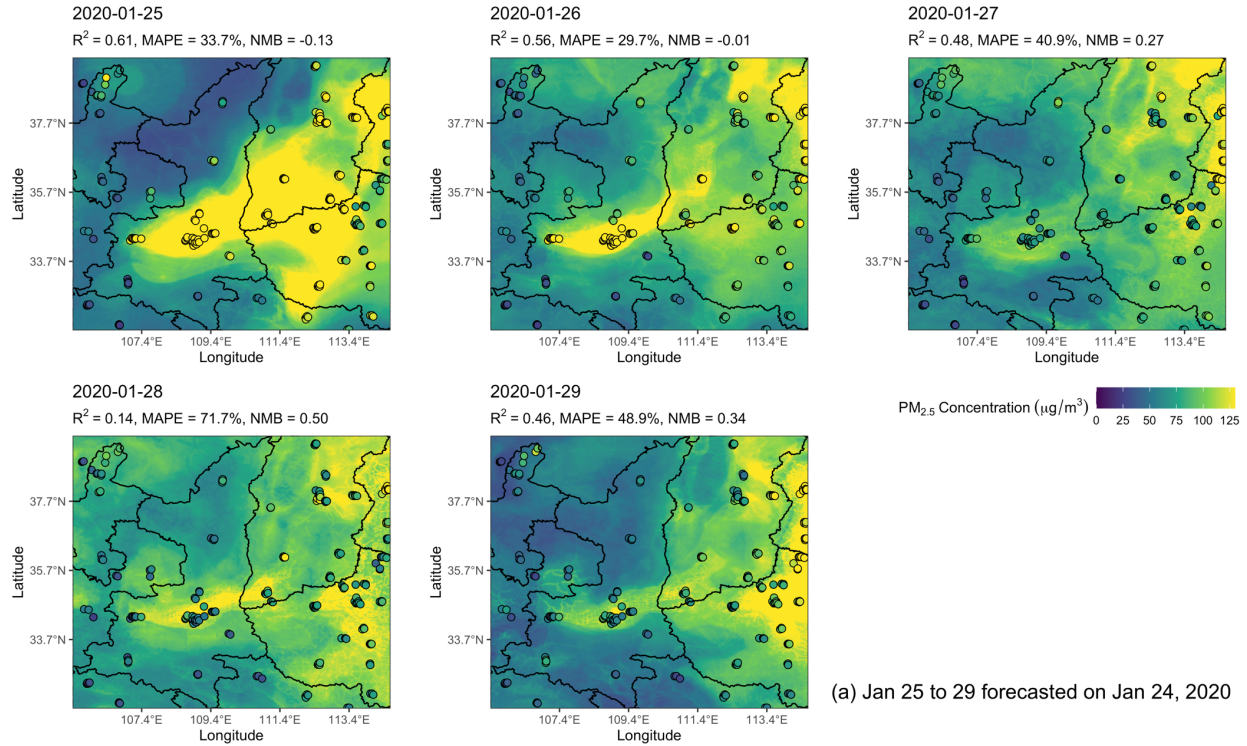 2020-01-25
R² = 0.61, MAPE = 33.7%, NMB = -0.13
37.7°N
35.7°N
33.7°N
Latitude
107.4°E 109.4°E 111.4°E 113.4°E
Longitude
2020-01-26
R² = 0.56, MAPE = 29.7%, NMB = -0.01
37.7°N
35.7°N
33.7°N
Latitude
107.4°E 109.4°E 111.4°E 113.4°E
Longitude
2020-01-27
R² = 0.48, MAPE = 40.9%, NMB = 0.27
37.7°N
35.7°N
33.7°N
Latitude
107.4°E 109.4°E 111.4°E 113.4°E
Longitude
2020-01-28
R² = 0.14, MAPE = 71.7%, NMB = 0.50
37.7°N
35.7°N
33.7°N
Latitude
107.4°E 109.4°E 111.4°E 113.4°E
Longitude
2020-01-29
R² = 0.46, MAPE = 48.9%, NMB = 0.34
37.7°N
35.7°N
33.7°N
Latitude
107.4°E 109.4°E 111.4°E 113.4°E
Longitude
PM₂.₅ Concentration (μg/m³)
0 25 50 75 100 125
(a) Jan 25 to 29 forecasted on Jan 24, 2020